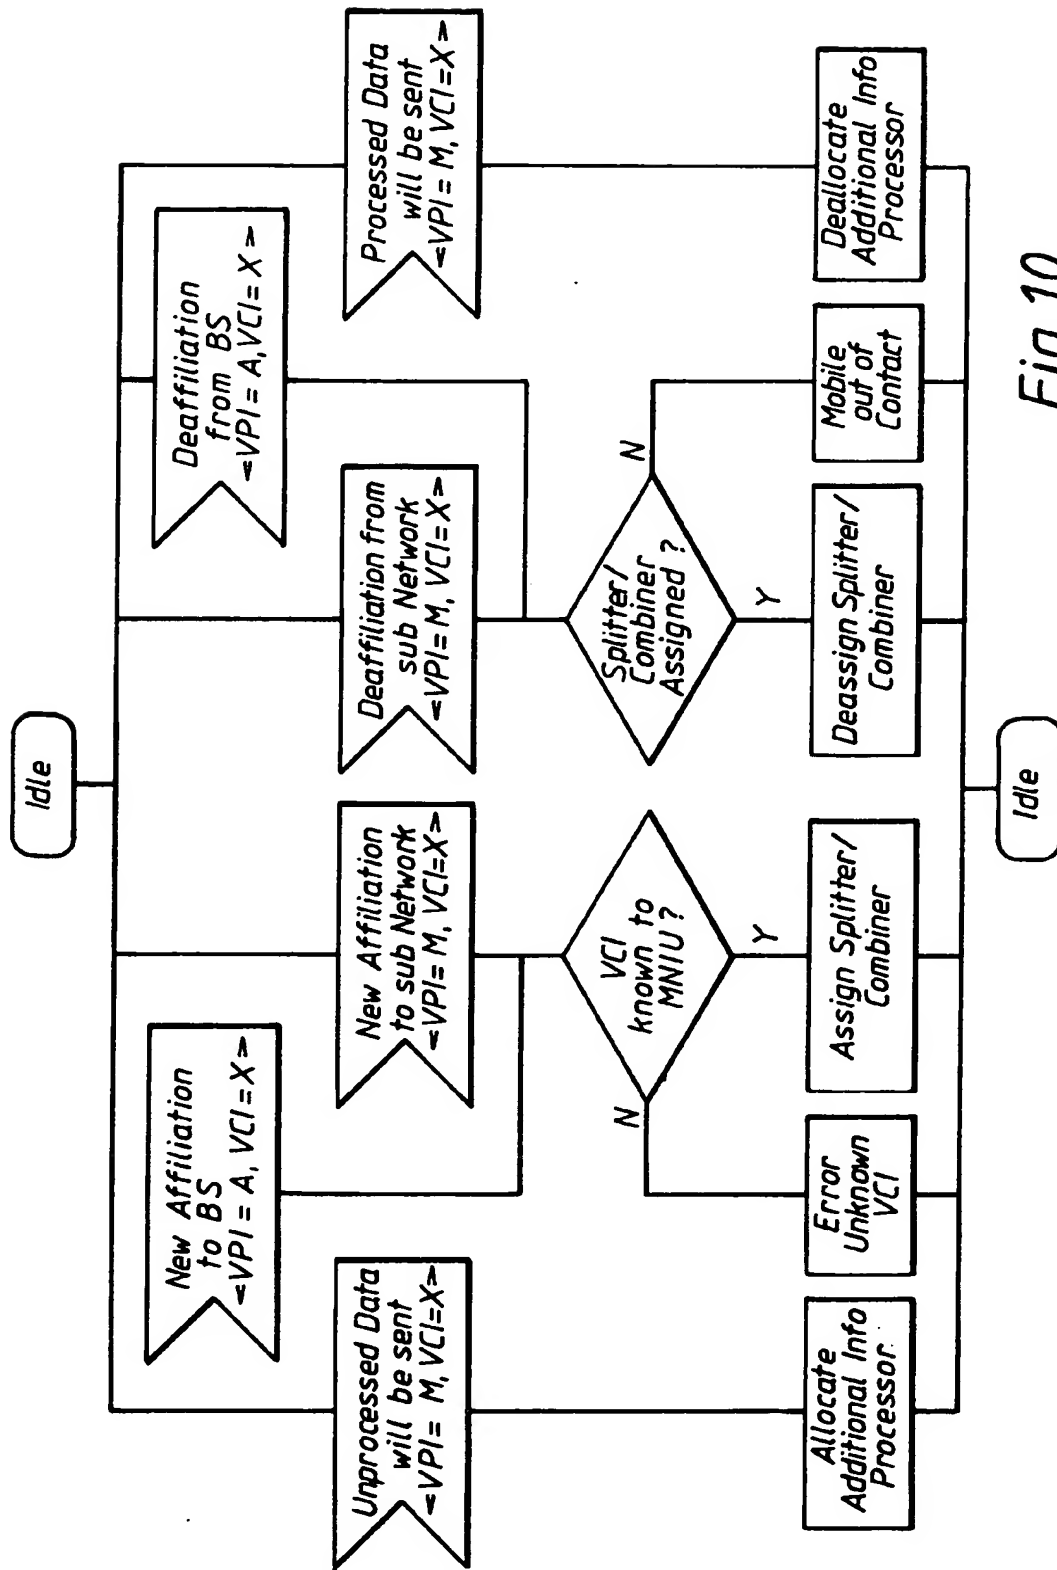 Idle
Unprocessed Data
will be sent
<VPI = M, VCI=X>
New Affiliation
to BS
<VPI = A, VCI=X>
New Affiliation
to sub Network
<VPI=M, VCI=X>
Deaffiliation from
sub Network
<VPI=M, VCI=X>
Deaffiliation
from BS
<VPI=A,VCI=X>
Processed Data
will be sent
<VPI=M,VCI=X>
VCI
known to
MNIU?
N
Y
Splitter/
Combiner
Assigned ?
Y
N
Allocate
Additional Info
Processor.
Error
Unknown
VCI
Assign Splitter/
Combiner
Deassign Splitter/
Combiner
Mobile
out of
Contact
Deallocate
Additional Info
Processor
Idle
Fig.10